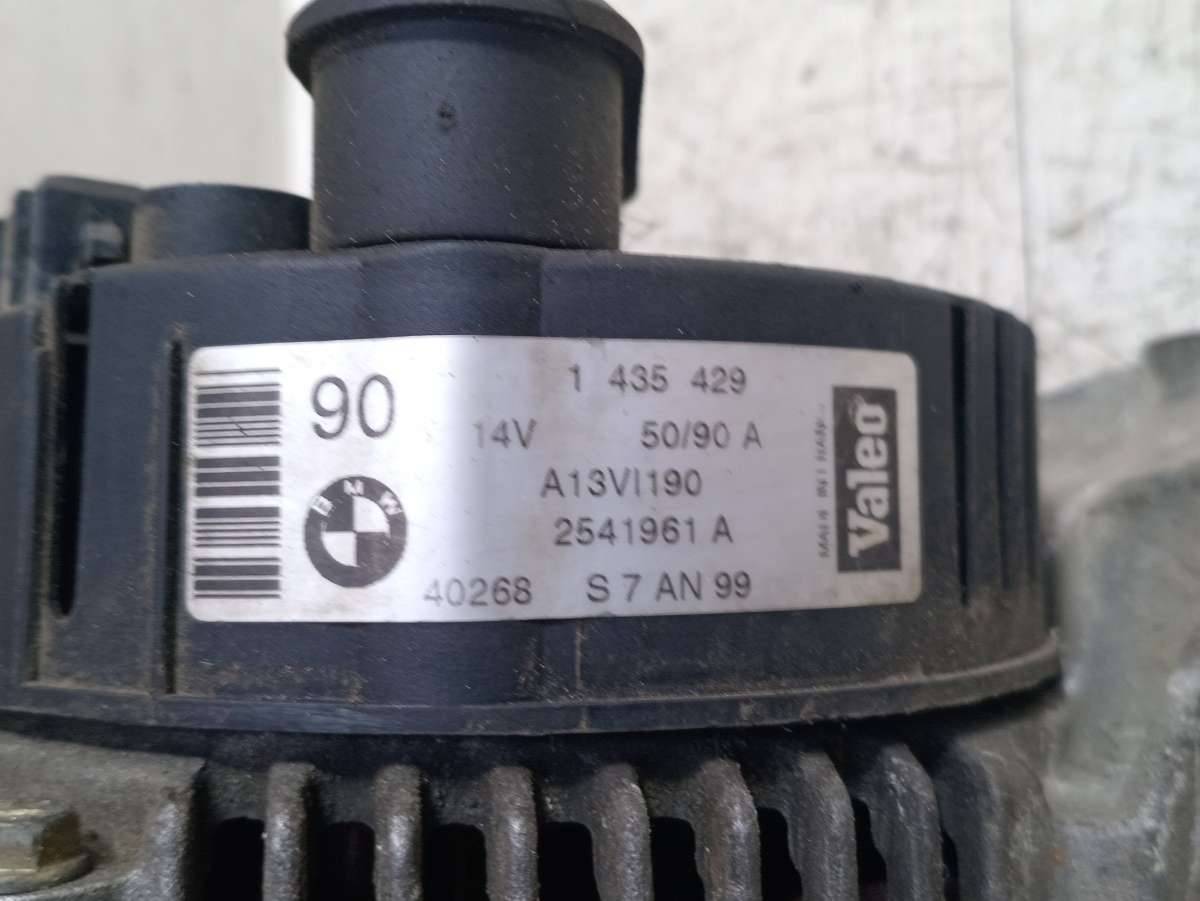 90
1 435 429
14V 50/90 A
A13VI190
2541961 A
BMW
40268 S 7 AN 99
Valeo